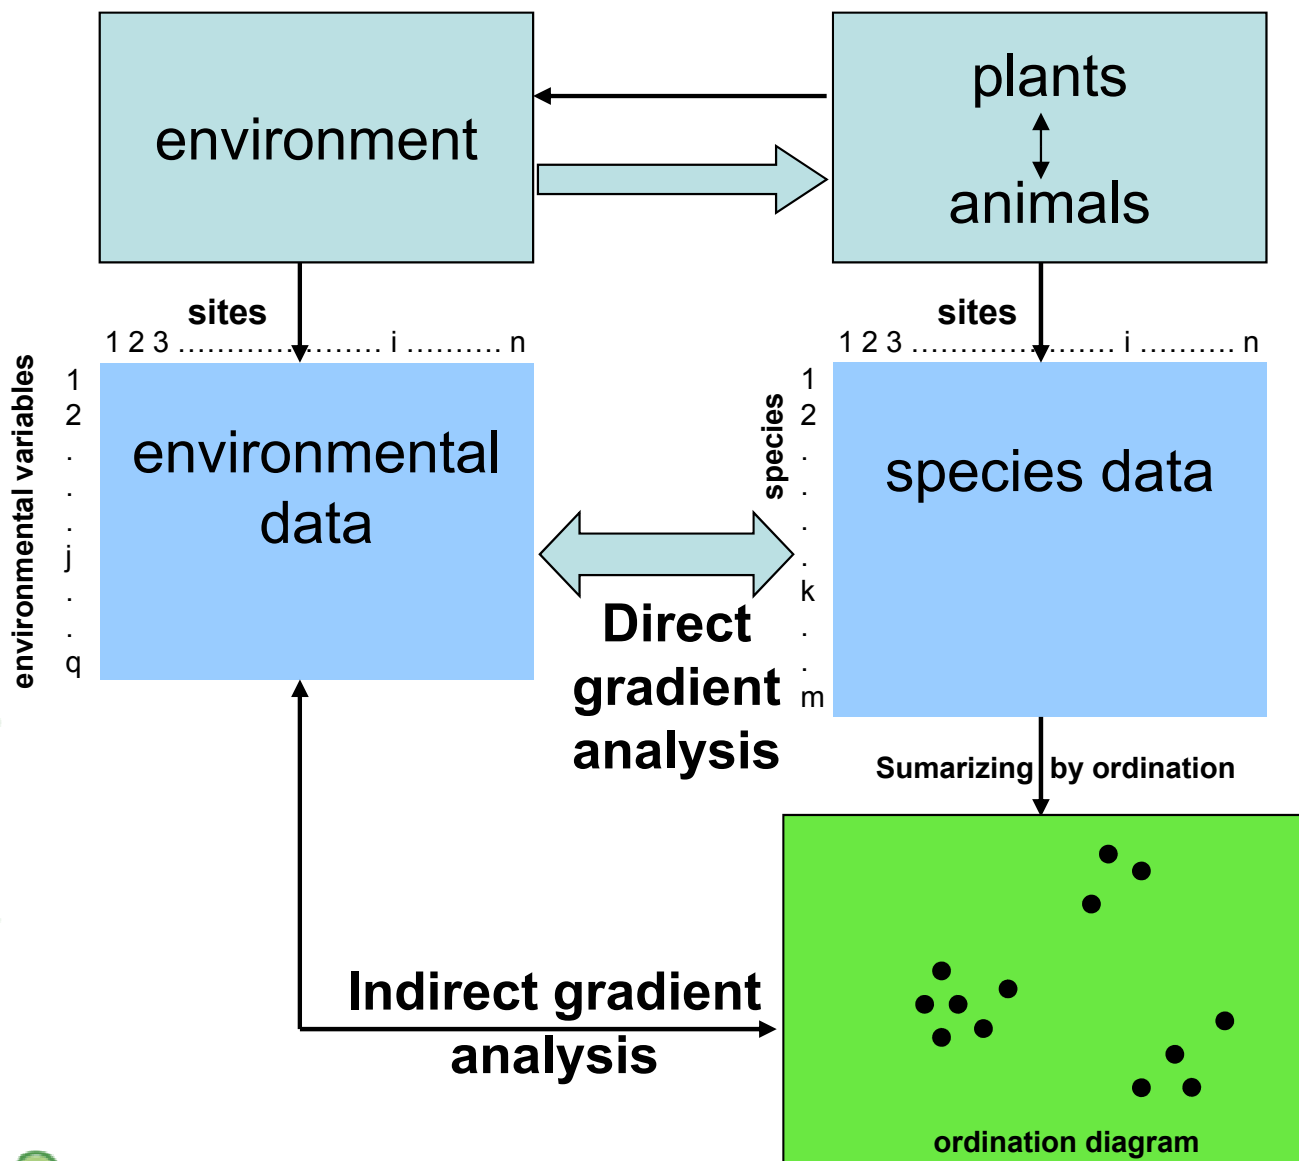 environment
plants
animals
sites
1 2 3 ..................... i .......... n
sites
1 2 3 ..................... i .......... n
environmental variables
1
2
.
.
.
j
.
.
q
environmental
data
species
1
2
.
.
.
.
k
.
.
m
species data
Direct
gradient
analysis
Sumarizing by ordination
Indirect gradient
analysis
ordination diagram